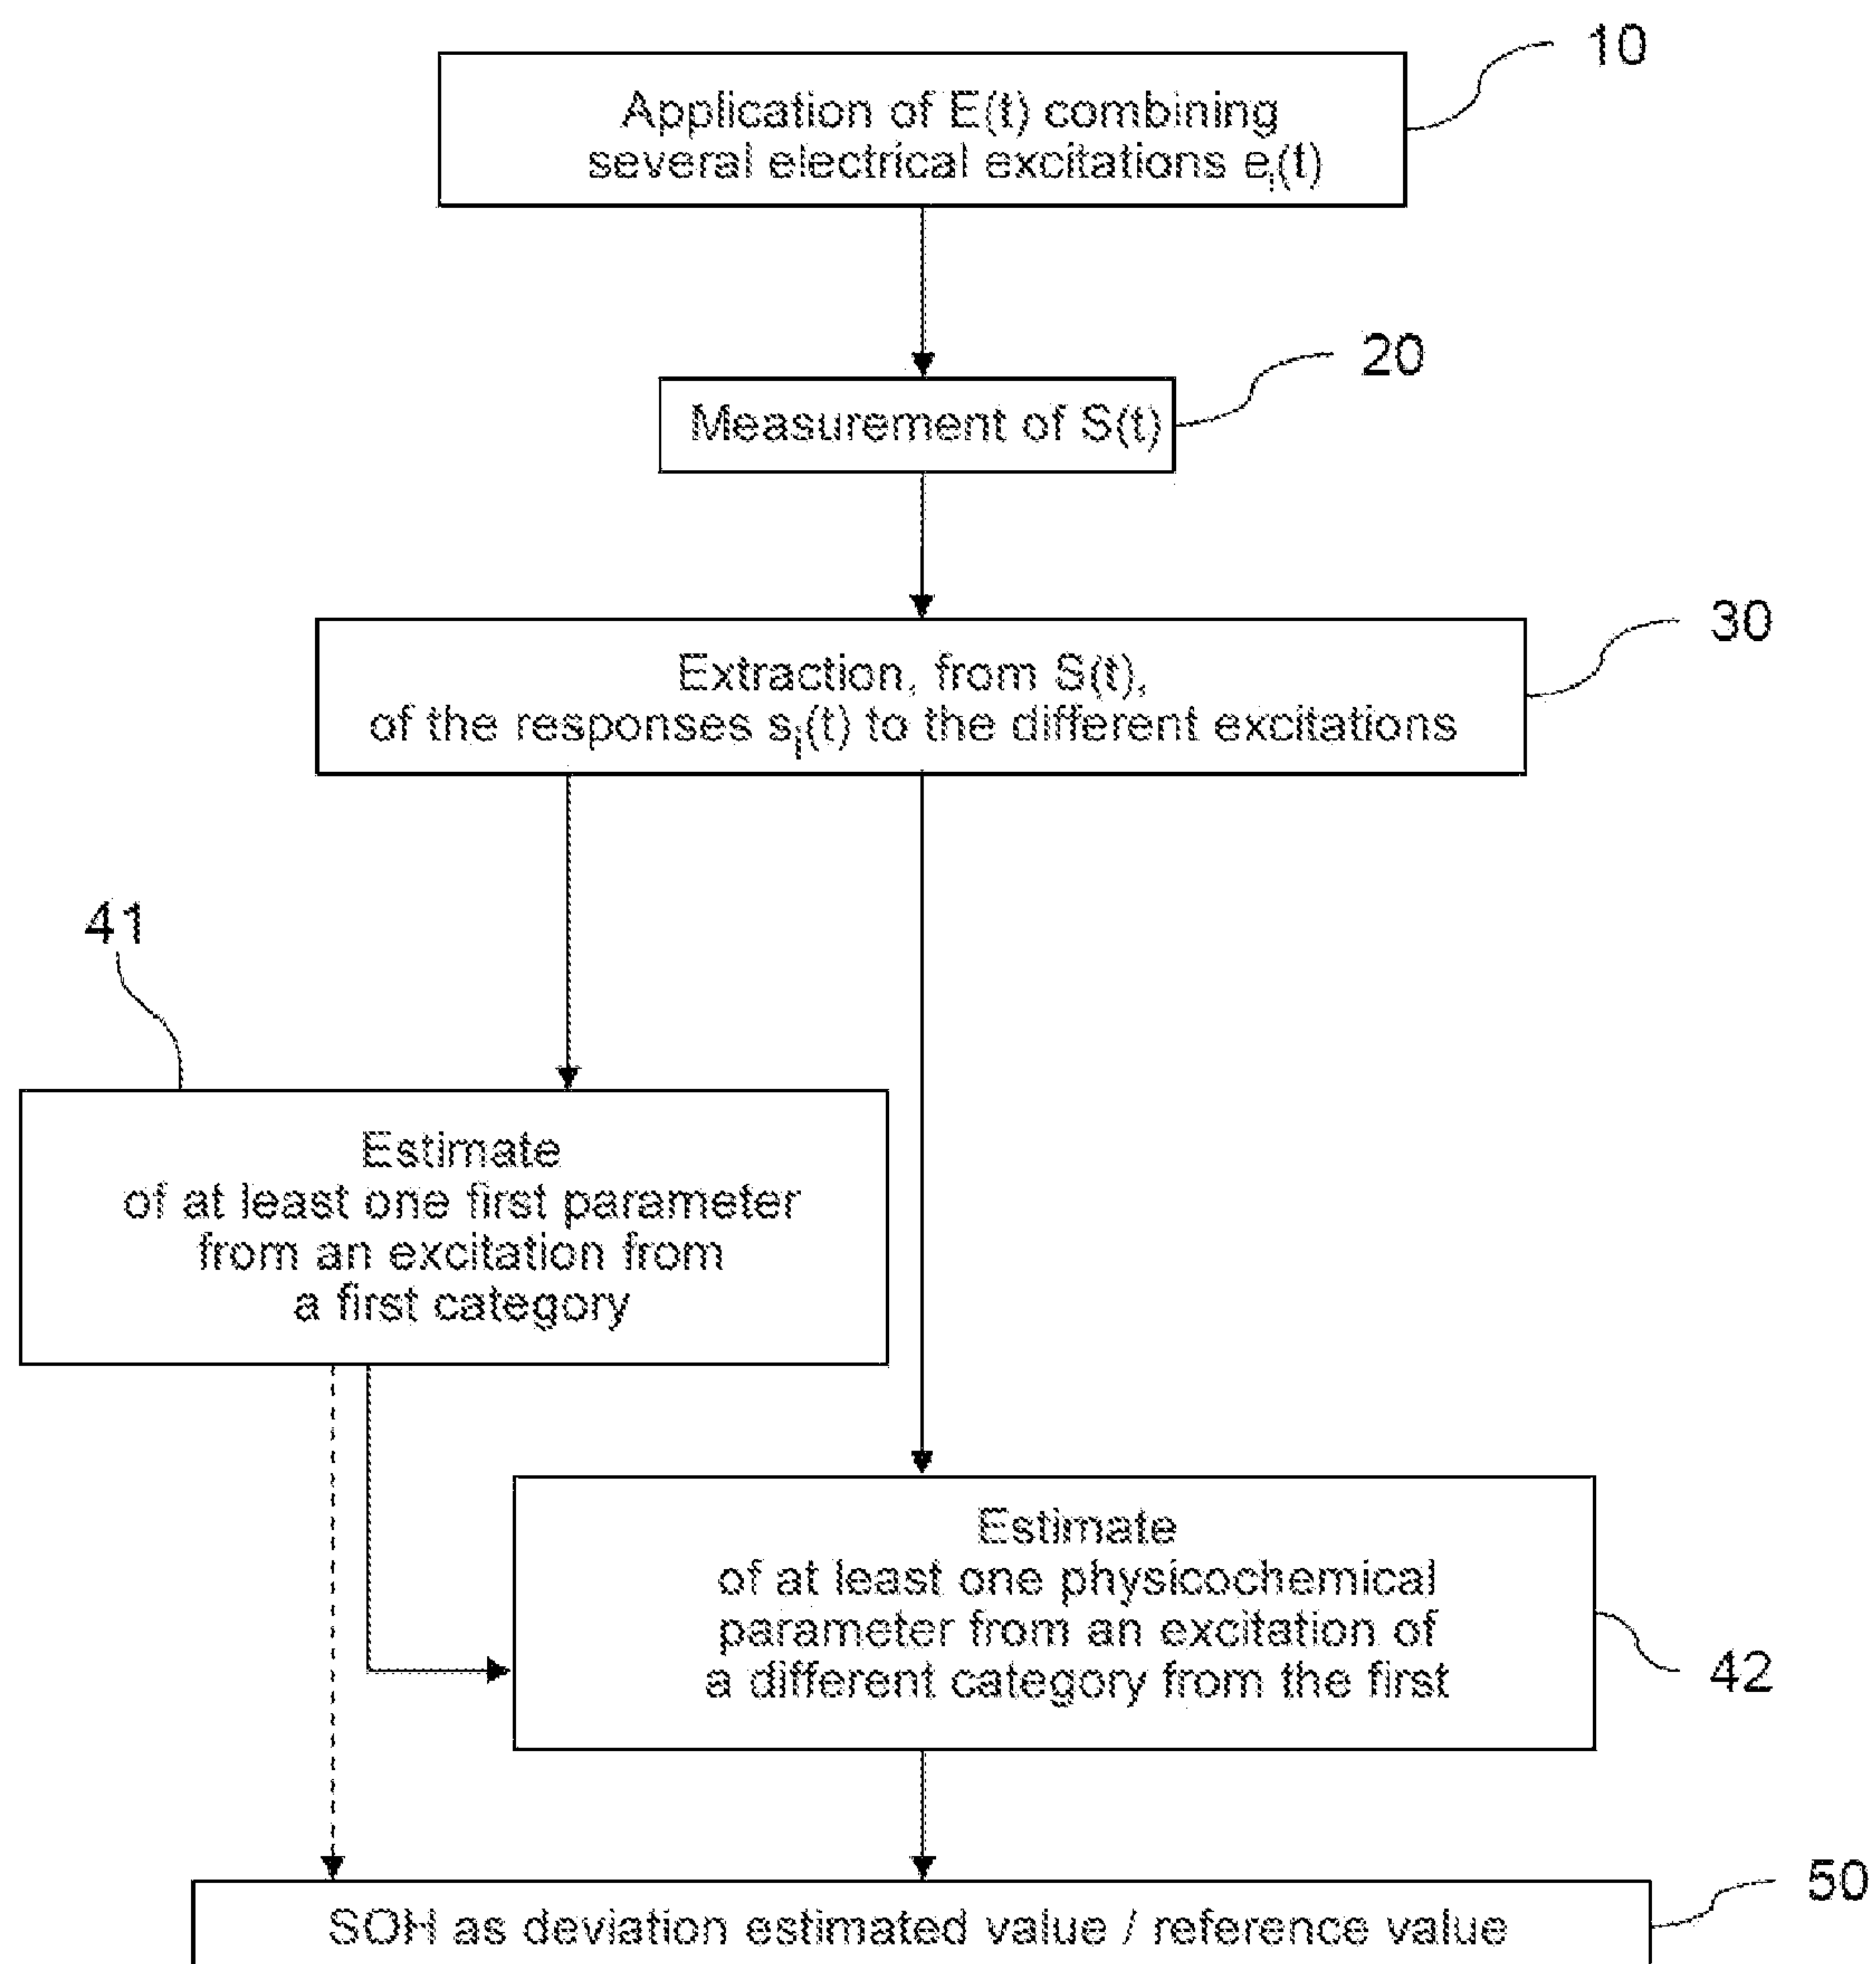 10
Application of E(t) combining
several electrical excitations ei(t)
20
Measurement of S(t)
30
Extraction, from S(t),
of the responses si(t) to the different excitations
41
Estimate
of at least one first parameter
from an excitation from
a first category
Estimate
of at least one physicochemical
parameter from an excitation of
a different category from the first
42
50
SOH as deviation estimated value / reference value